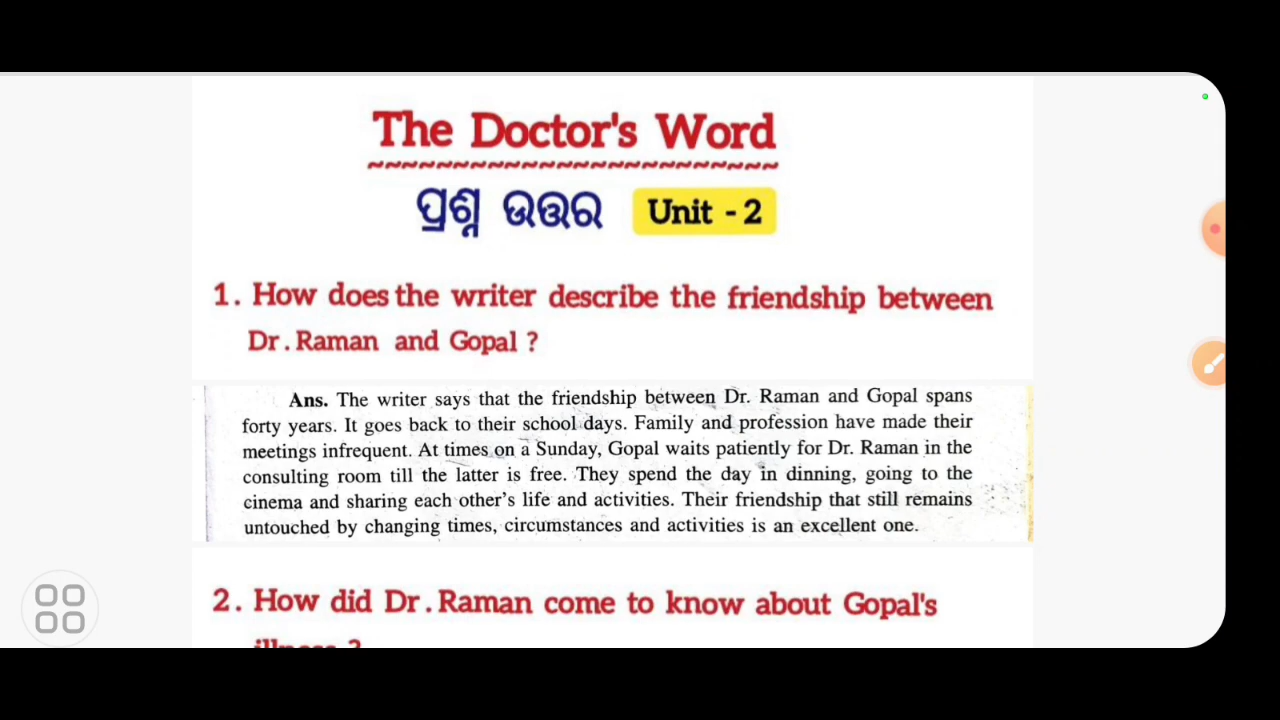 The Doctor's Word
ପ୍ରଶ୍ନ ଉତ୍ତର Unit - 2
1. How does the writer describe the friendship between
Dr. Raman and Gopal ?
Ans. The writer says that the friendship between Dr. Raman and Gopal spans
forty years. It goes back to their school days. Family and profession have made their
meetings infrequent. At times on a Sunday, Gopal waits patiently for Dr. Raman in the
consulting room till the latter is free. They spend the day in dinning, going to the
cinema and sharing each other's life and activities. Their friendship that still remains
untouched by changing times, circumstances and activities is an excellent one.
2. How did Dr. Raman come to know about Gopal's